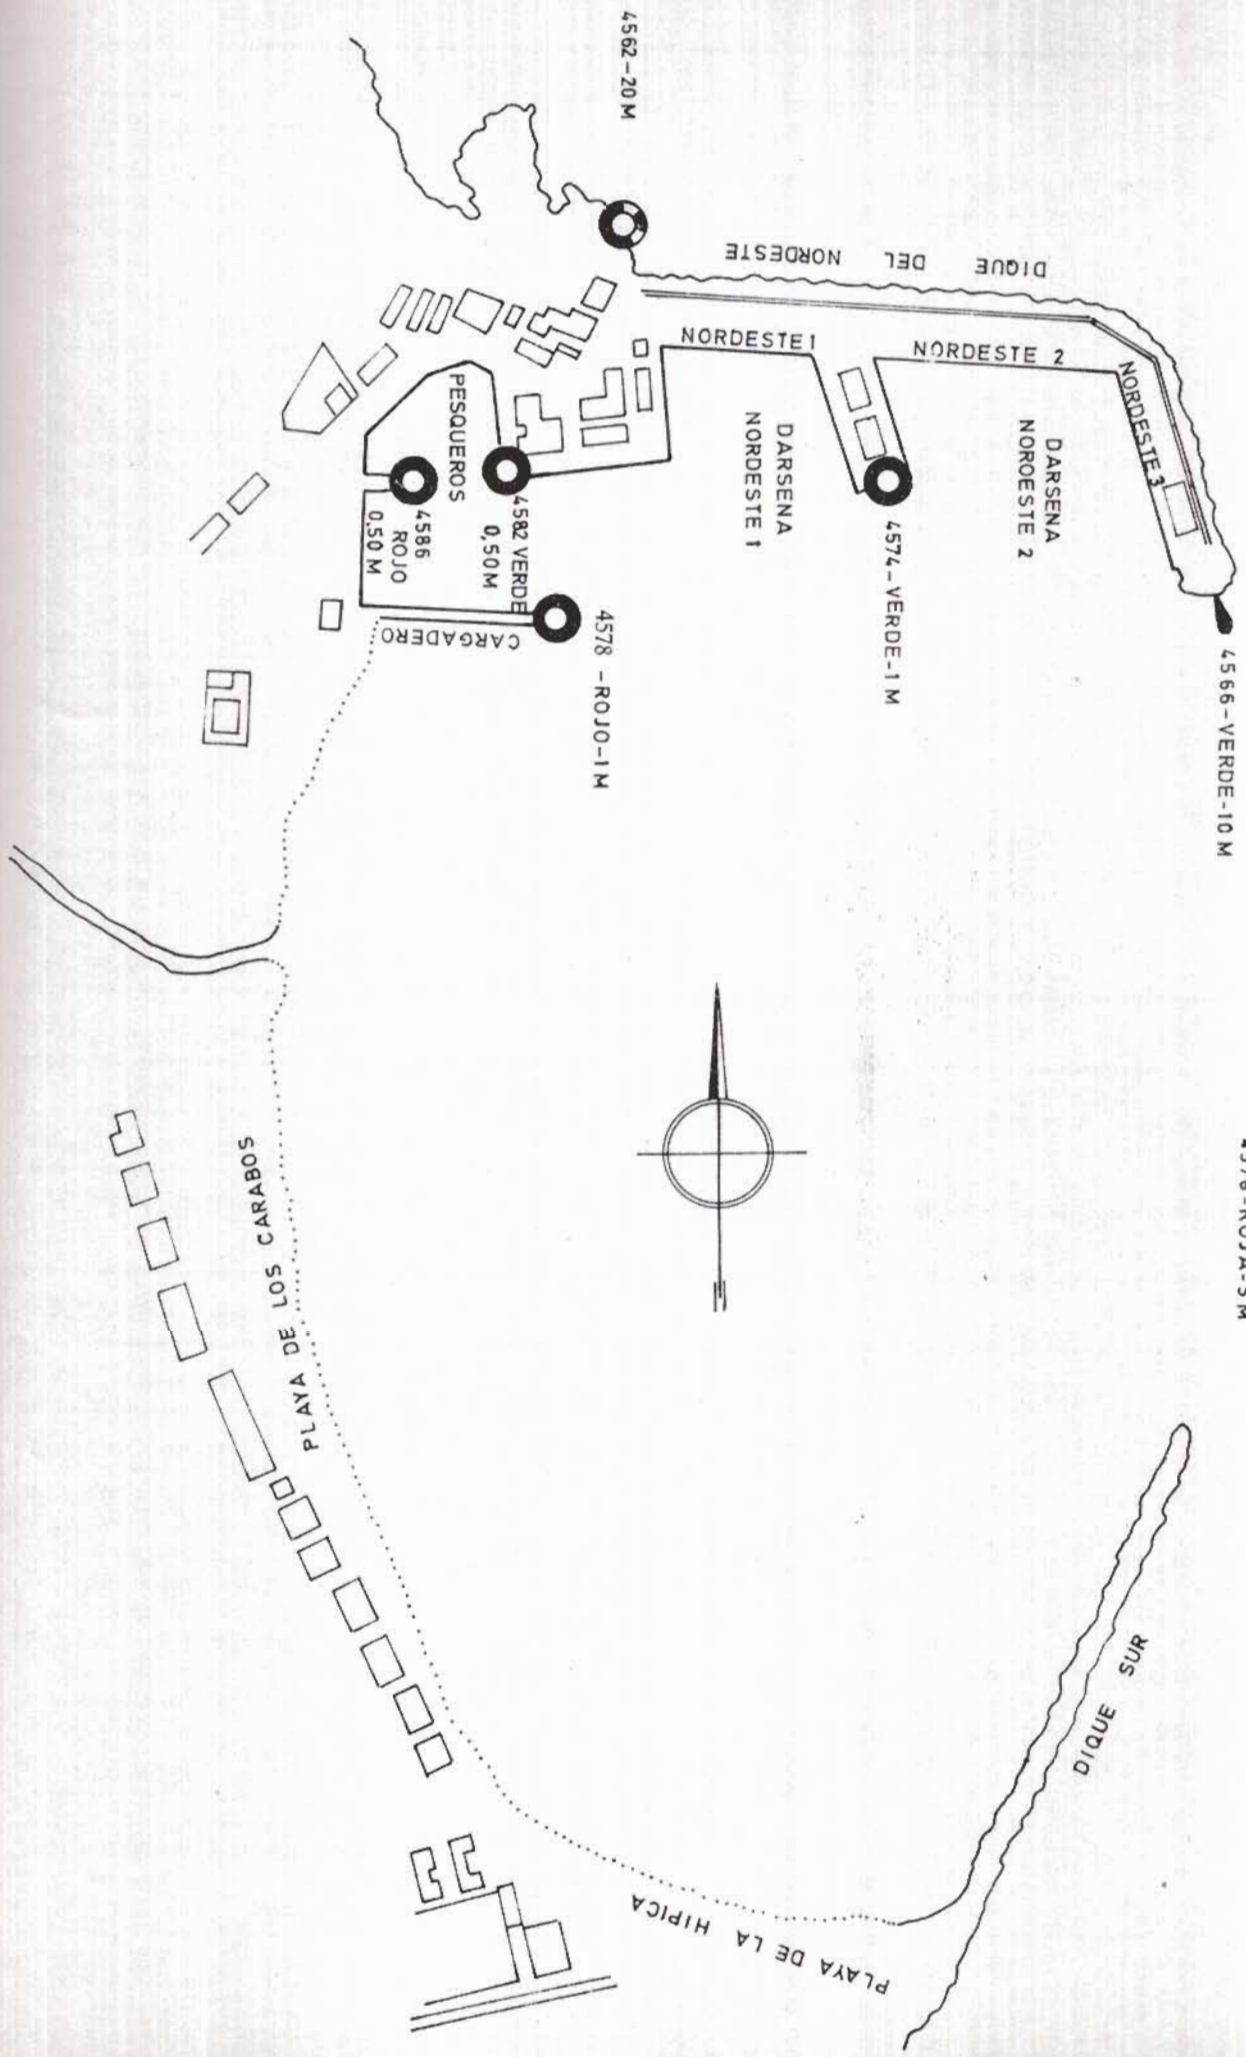 4562-20 M
DIQUE DEL NORDESTE
NORDESTE 1
NORDESTE 2
NORDESTE 3
DARSENA
NORDESTE 1
DARSENA
NOROESTE 2
PESQUEROS
4582 VERDE
0,50 M
4586
ROJO
0.50 M
CARGADERO
4578 -ROJO-1 M
4574-VERDE-1 M
4566-VERDE-10 M
PLAYA DE LOS CARABOS
DIQUE SUR
PLAYA DE LA HIPICA